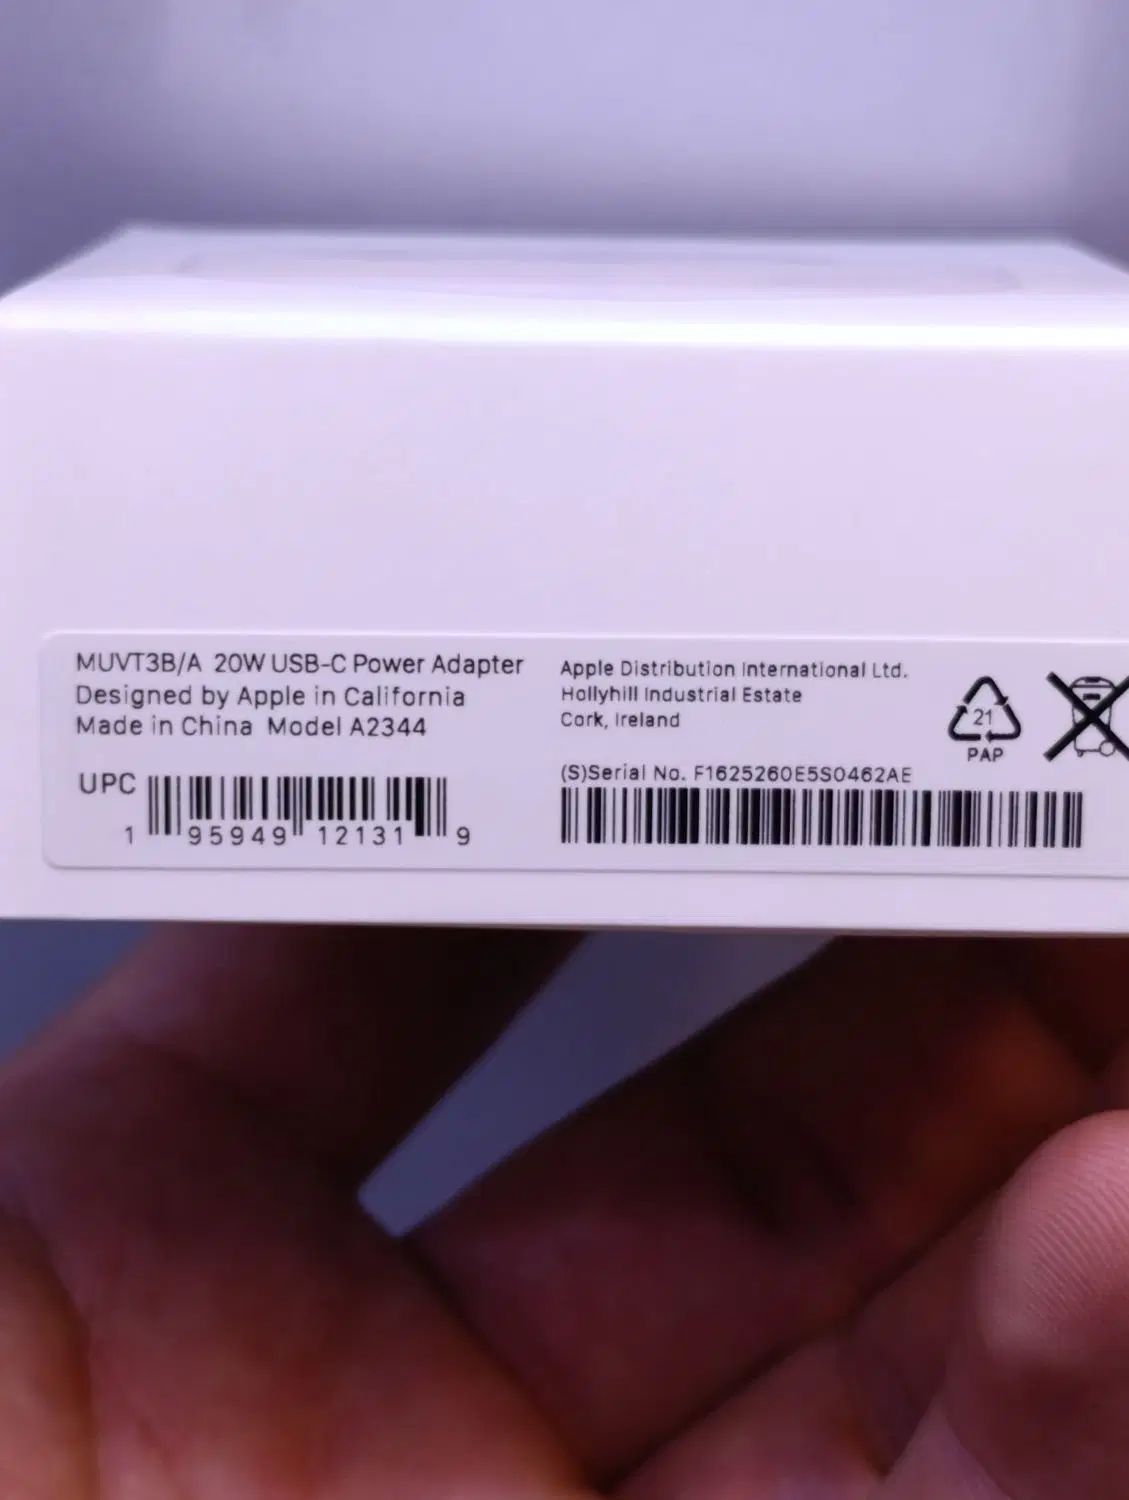 MUVT3B/A 20W USB-C Power Adapter
Designed by Apple in California
Made in China Model A2344
UPC
1 95949 12131 9
Apple Distribution International Ltd.
Hollyhill Industrial Estate
Cork, Ireland
(S)Serial No. F1625260E5S0462AE
21
PAP